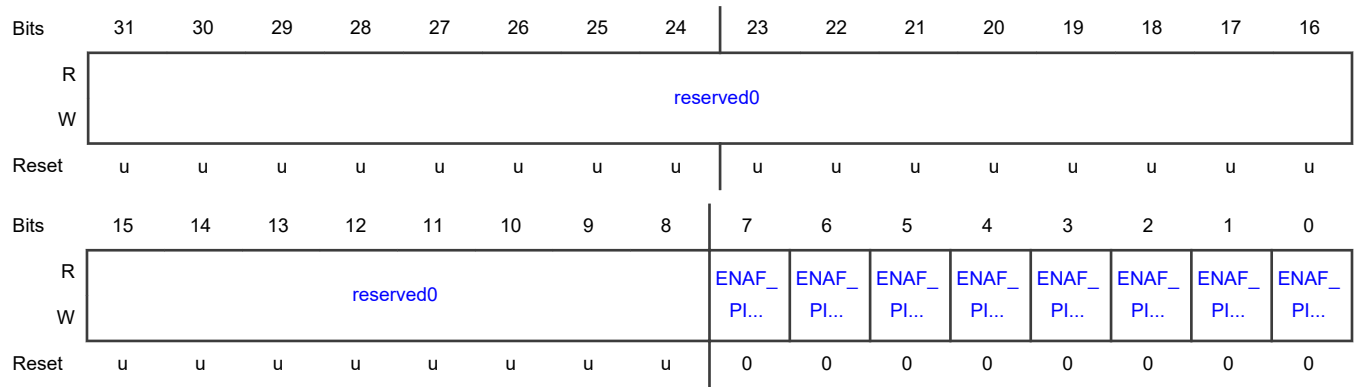 Bits 31 30 29 28 27 26 25 24 23 22 21 20 19 18 17 16
R
reserved0
W
Reset u u u u u u u u u u u u u u u u
Bits 15 14 13 12 11 10 9 8 7 6 5 4 3 2 1 0
R
reserved0 ENAF_ PI... ENAF_ PI... ENAF_ PI... ENAF_ PI... ENAF_ PI... ENAF_ PI... ENAF_ PI... ENAF_ PI...
W
Reset u u u u u u u u 0 0 0 0 0 0 0 0